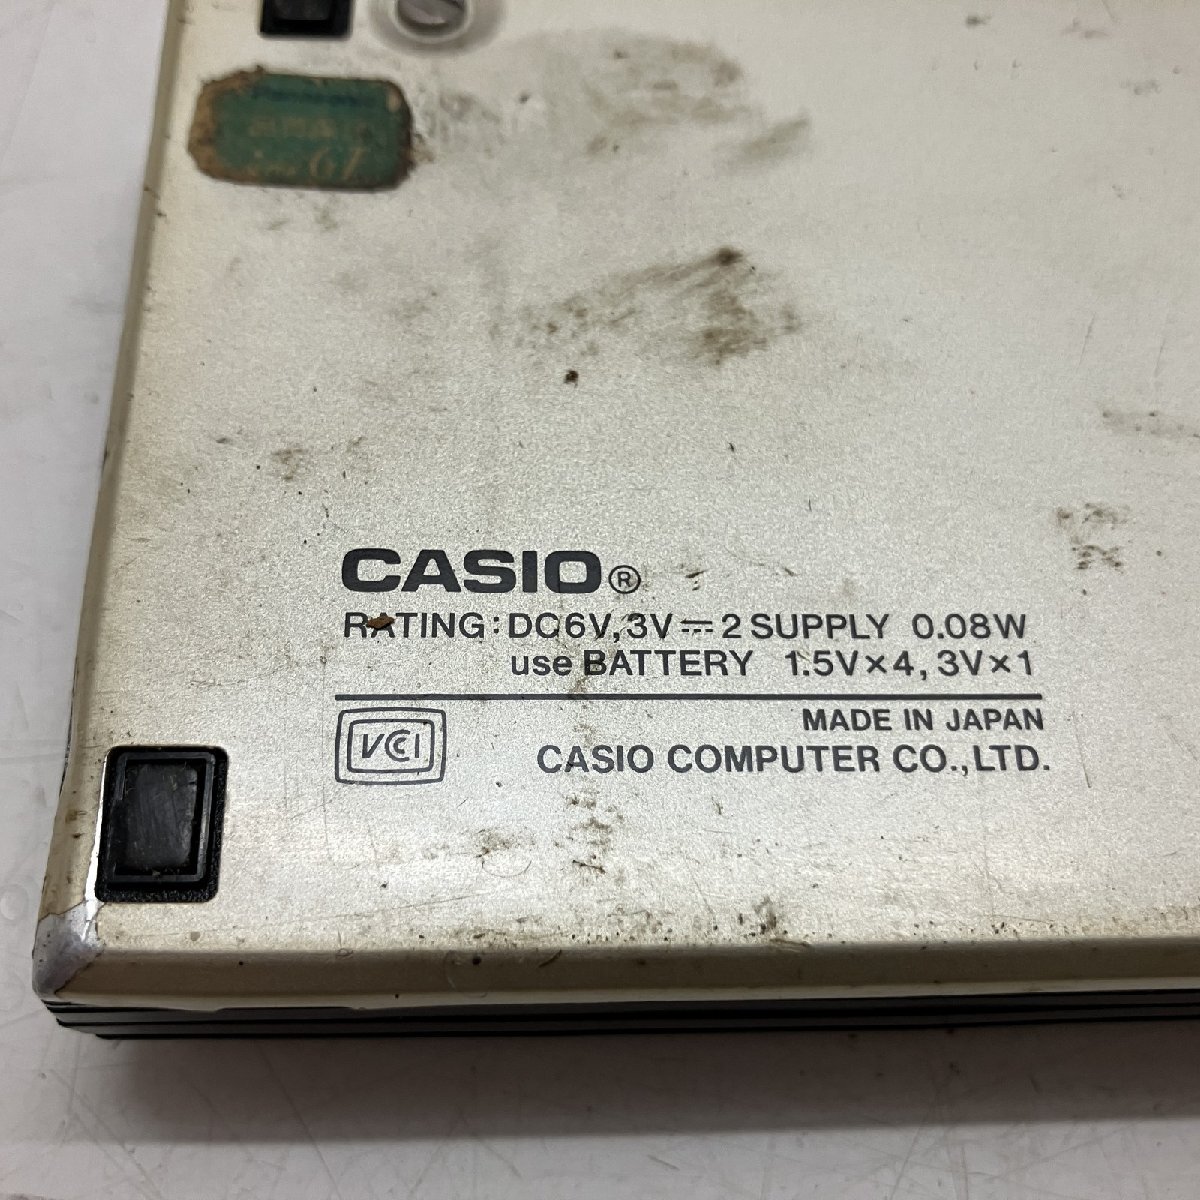 CASIO®
RATING: DC6V, 3V⎓2 SUPPLY 0.08W
use BATTERY 1.5V×4, 3V×1
VCCI
MADE IN JAPAN
CASIO COMPUTER CO.,LTD.